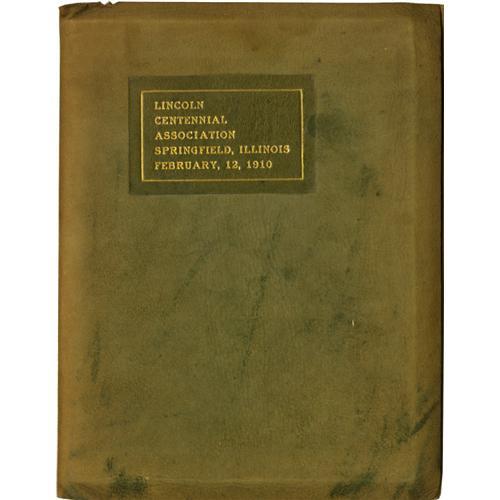 LINCOLN
CENTENNIAL
ASSOCIATION
SPRINGFIELD, ILLINOIS
FEBRUARY, 12, 1910